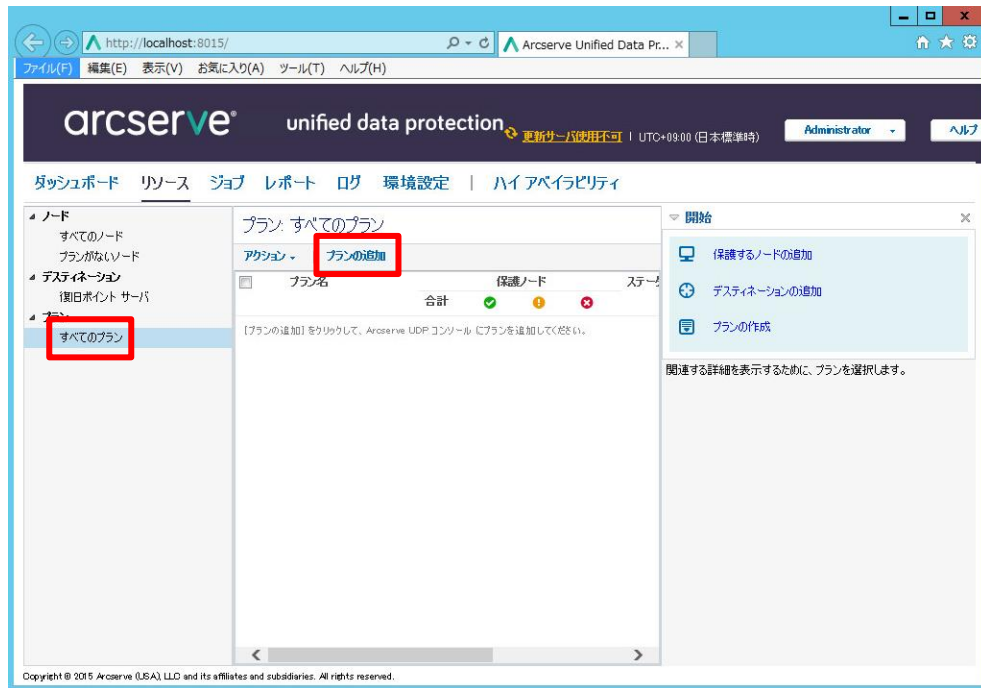 http://localhost:8015/
Arcserve Unified Data Pr...
ファイル(F) 編集(E) 表示(V) お気に入り(A) ツール(T) ヘルプ(H)
arcserve® unified data protection
更新サーバ使用不可 | UTC+09:00 (日本標準時)
Administrator
ヘルプ
ダッシュボード リソース ジョブ レポート ログ 環境設定 | ハイ アベイラビリティ
ノード
すべてのノード
プランがないノード
デスティネーション
復旧ポイント サーバ
プラン
すべてのプラン
プラン: すべてのプラン
アクション プランの追加
プラン名 保護ノード ステー
合計
[プランの追加] をクリックして、Arcserve UDP コンソール にプランを追加してください。
開始
保護するノードの追加
デスティネーションの追加
プランの作成
関連する詳細を表示するために、プランを選択します。
Copyright © 2015 Arcserve (USA), LLC and its affiliates and subsidiaries. All rights reserved.